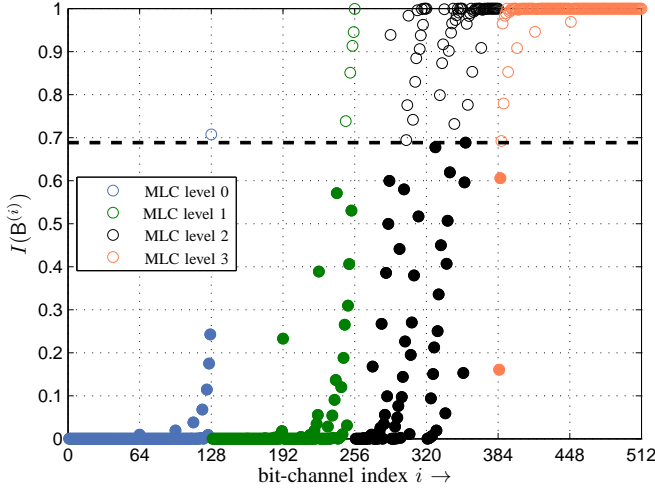 1
0.9
0.8
0.7
0.6
0.5
0.4
0.3
0.2
0.1
0
I(B^(i))
MLC level 0
MLC level 1
MLC level 2
MLC level 3
0 64 128 192 256 320 384 448 512
bit-channel index i →